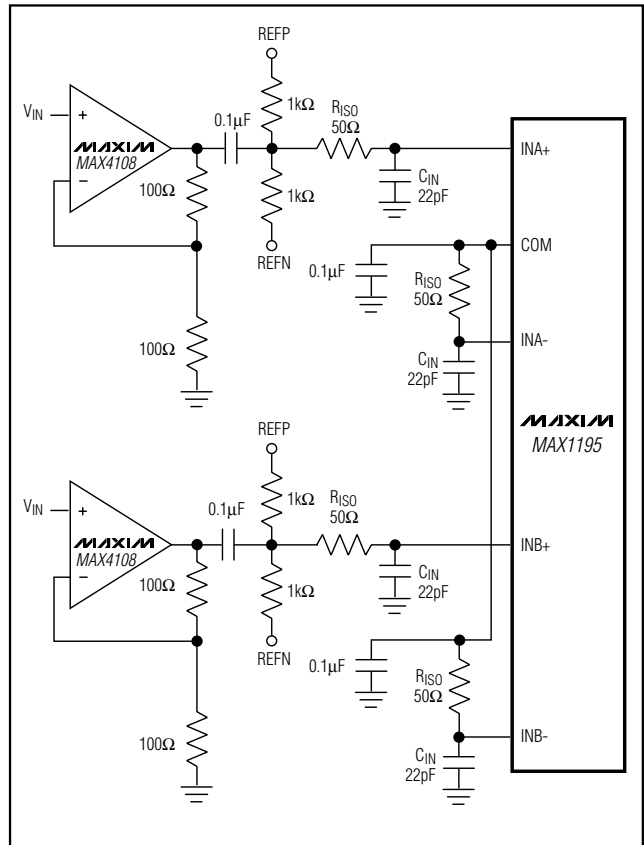 REFP
VIN
0.1μF
1kΩ
RISO
50Ω
MAXIM
MAX4108
INA+
100Ω
1kΩ
CIN
22pF
REFN
COM
0.1μF
RISO
50Ω
100Ω
INA-
CIN
22pF
MAXIM
MAX1195
REFP
VIN
0.1μF
1kΩ
RISO
50Ω
MAXIM
MAX4108
INB+
100Ω
1kΩ
CIN
22pF
REFN
0.1μF
RISO
50Ω
100Ω
INB-
CIN
22pF